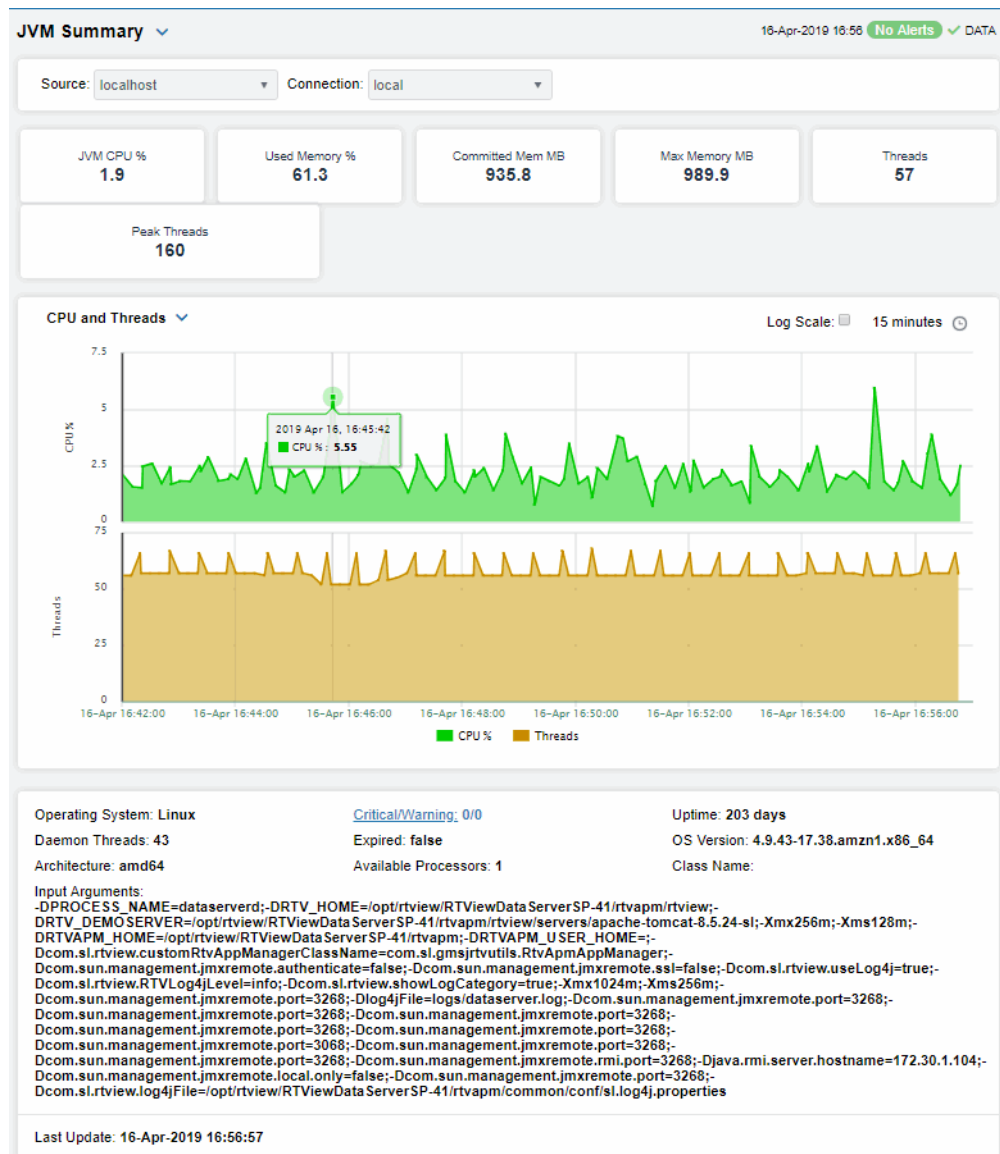 JVM Summary
16-Apr-2019 16:56 No Alerts DATA
Source: localhost Connection: local
JVM CPU % Used Memory % Committed Mem MB Max Memory MB Threads
1.9 61.3 935.8 989.9 57
Peak Threads
160
CPU and Threads
Log Scale: 15 minutes
7.5
5
2.5
0
CPU%
2019 Apr 16, 16:45:42
CPU % : 5.55
75
50
25
0
Threads
16-Apr 16:42:00 16-Apr 16:44:00 16-Apr 16:46:00 16-Apr 16:48:00 16-Apr 16:50:00 16-Apr 16:52:00 16-Apr 16:54:00 16-Apr 16:56:00
CPU % Threads
Operating System: Linux Critical/Warning: 0/0 Uptime: 203 days
Daemon Threads: 43 Expired: false OS Version: 4.9.43-17.38.amzn1.x86_64
Architecture: amd64 Available Processors: 1 Class Name:
Input Arguments:
-DPROCESS_NAME=dataserverd;-DRTV_HOME=/opt/rtview/RTViewDataServerSP-41/rtvapm/rtview;-
DRTV_DEMOSERVER=/opt/rtview/RTViewDataServerSP-41/rtvapm/rtview/servers/apache-tomcat-8.5.24-sl;-Xmx256m;-Xms128m;-
DRTVAPM_HOME=/opt/rtview/RTViewDataServerSP-41/rtvapm;-DRTVAPM_USER_HOME=;-
Dcom.sl.rtview.customRtvAppManagerClassName=com.sl.gmsjrtvutils.RtvApmAppManager;-
Dcom.sun.management.jmxremote.authenticate=false;-Dcom.sun.management.jmxremote.ssl=false;-Dcom.sl.rtview.useLog4j=true;-
Dcom.sl.rtview.RTVLog4jLevel=info;-Dcom.sl.rtview.showLogCategory=true;-Xmx1024m;-Xms256m;-
Dcom.sun.management.jmxremote.port=3268;-Dlog4jFile=logs/dataserver.log;-Dcom.sun.management.jmxremote.port=3268;-
Dcom.sun.management.jmxremote.port=3268;-Dcom.sun.management.jmxremote.port=3268;-
Dcom.sun.management.jmxremote.port=3268;-Dcom.sun.management.jmxremote.port=3268;-
Dcom.sun.management.jmxremote.port=3068;-Dcom.sun.management.jmxremote.port=3268;-
Dcom.sun.management.jmxremote.port=3268;-Dcom.sun.management.jmxremote.rmi.port=3268;-Djava.rmi.server.hostname=172.30.1.104;-
Dcom.sun.management.jmxremote.local.only=false;-Dcom.sun.management.jmxremote.port=3268;-
Dcom.sl.rtview.log4jFile=/opt/rtview/RTViewDataServerSP-41/rtvapm/common/conf/sl.log4j.properties
Last Update: 16-Apr-2019 16:56:57